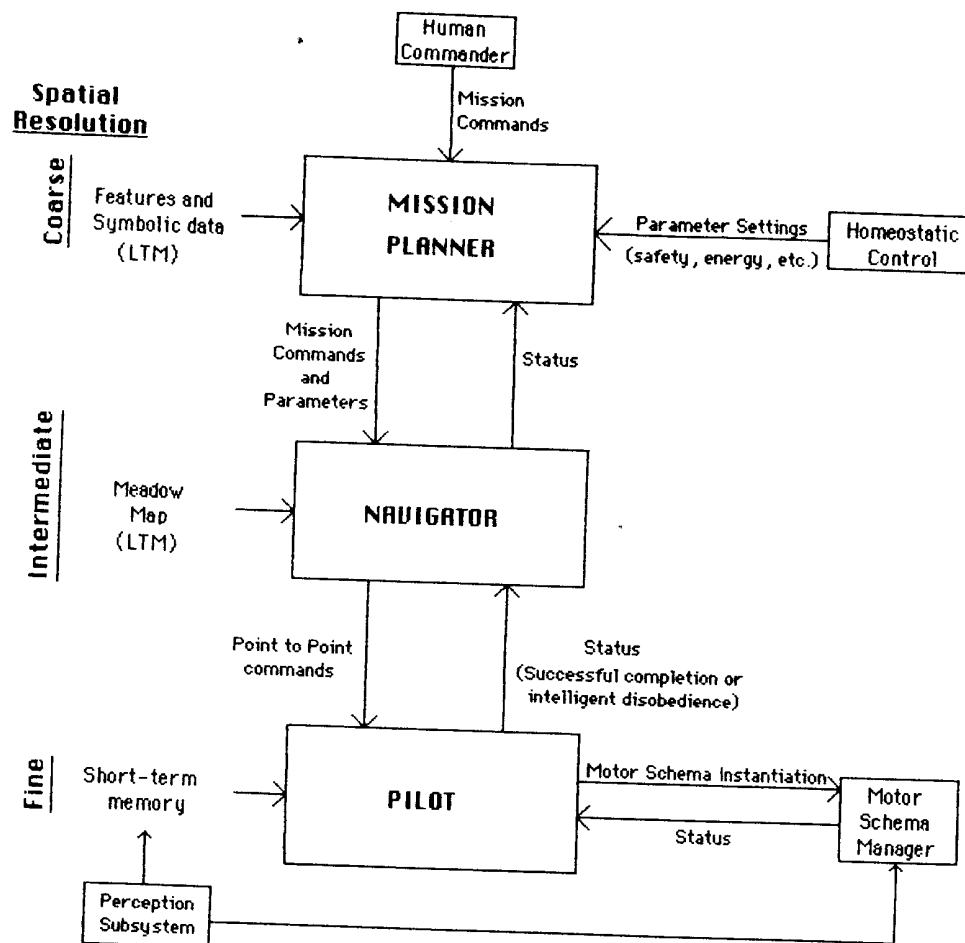 Human
Commander
Spatial
Resolution
Mission
Commands
Coarse
Features and
Symbolic data
(LTM)
MISSION
PLANNER
Parameter Settings
(safety, energy, etc.)
Homeostatic
Control
Mission
Commands
and
Parameters
Status
Intermediate
Meadow
Map
(LTM)
NAVIGATOR
Point to Point
commands
Status
(Successful completion or
intelligent disobedience)
Fine
Short-term
memory
PILOT
Motor Schema Instantiation
Status
Motor
Schema
Manager
Perception
Subsystem